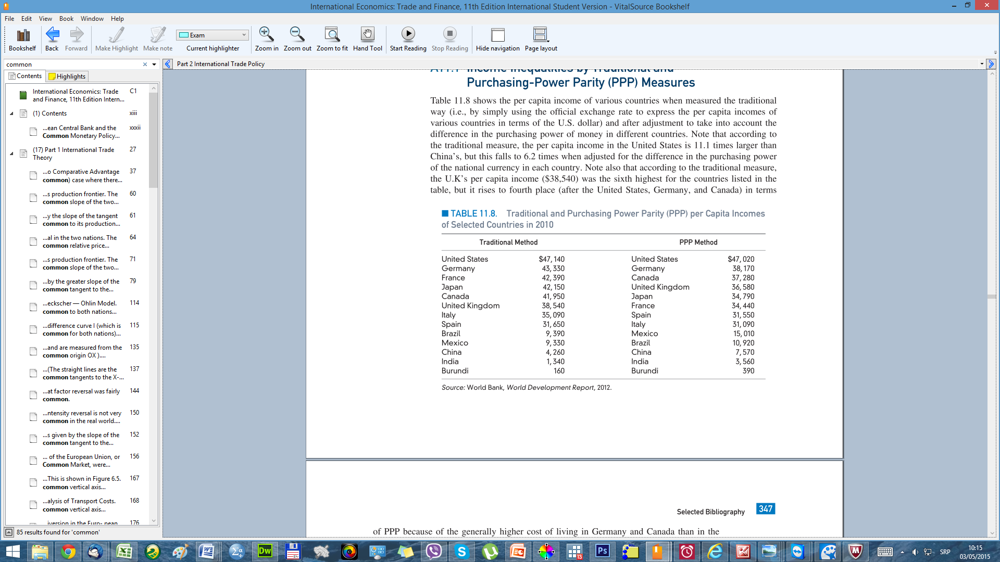 International Economics: Trade and Finance, 11th Edition International Student Version - VitalSource Bookshelf
File Edit View Book Window Help
Bookshelf Back Forward Make Highlight Make note Exam Current highlighter Zoom in Zoom out Zoom to fit Hand Tool Start Reading Stop Reading Hide navigation Page layout
common
Part 2 International Trade Policy
Contents Highlights
International Economics: Trade C1
and Finance, 11th Edition Intern...
(1) Contents xiii
...ean Central Bank and the xxxii
Common Monetary Policy...
(17) Part 1 International Trade 27
Theory
...o Comparative Advantage 37
common) case where there...
...s production frontier. The 60
common slope of the two...
...y the slope of the tangent 61
common to its production...
...al in the two nations. The 64
common relative price...
...s production frontier. The 71
common slope of the two...
...by the greater slope of the 79
common tangent to the...
...eckscher — Ohlin Model. 114
common to both nations...
...difference curve I (which is 115
common for both nations)...
...and are measured from the 135
common origin OX )....
...(The straight lines are the 137
common tangents to the X-...
...at factor reversal was fairly 144
common.
...ntensity reversal is not very 150
common in the real world....
...s given by the slope of the 152
common tangent to the...
... of the European Union, or 156
Common Market, were...
...This is shown in Figure 6.5. 167
common vertical axis...
...alysis of Transport Costs. 168
common vertical axis...
...iversion in the Euro- pean 176
85 results found for 'common'
A11.1 Income Inequalities by Traditional and
Purchasing-Power Parity (PPP) Measures
Table 11.8 shows the per capita income of various countries when measured the traditional
way (i.e., by simply using the official exchange rate to express the per capita incomes of
various countries in terms of the U.S. dollar) and after adjustment to take into account the
difference in the purchasing power of money in different countries. Note that according to
the traditional measure, the per capita income in the United States is 11.1 times larger than
China's, but this falls to 6.2 times when adjusted for the difference in the purchasing power
of the national currency in each country. Note also that according to the traditional measure,
the U.K's per capita income ($38,540) was the sixth highest for the countries listed in the
table, but it rises to fourth place (after the United States, Germany, and Canada) in terms
TABLE 11.8. Traditional and Purchasing Power Parity (PPP) per Capita Incomes
of Selected Countries in 2010
Traditional Method PPP Method
United States $47,140 United States $47,020
Germany 43,330 Germany 38,170
France 42,390 Canada 37,280
Japan 42,150 United Kingdom 36,580
Canada 41,950 Japan 34,790
United Kingdom 38,540 France 34,440
Italy 35,090 Spain 31,550
Spain 31,650 Italy 31,090
Brazil 9,390 Mexico 15,010
Mexico 9,330 Brazil 10,920
China 4,260 China 7,570
India 1,340 India 3,560
Burundi 160 Burundi 390
Source: World Bank, World Development Report, 2012.
Selected Bibliography 347
of PPP because of the generally higher cost of living in Germany and Canada than in the
Dw 64 13 Ps
SRP
10:15
03/05/2015